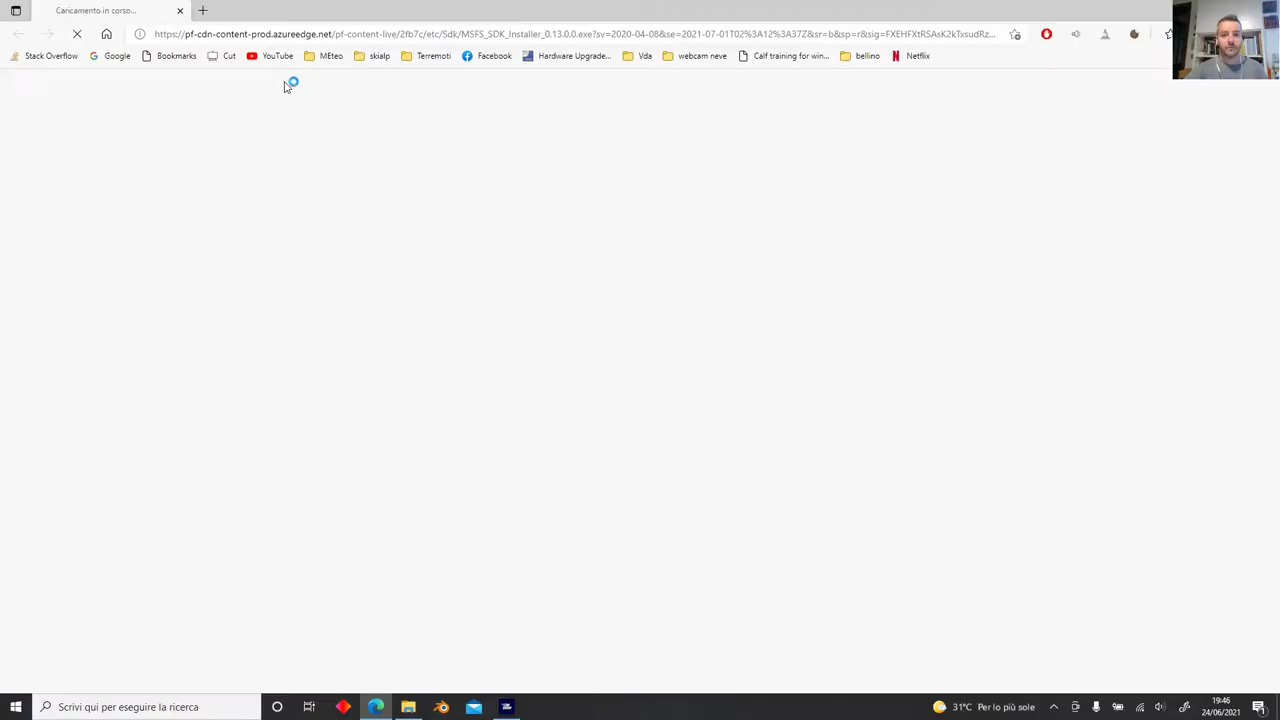 Caricamento in corso...
https://pf-cdn-content-prod.azureedge.net/pf-content-live/2fb7c/etc/Sdk/MSFS_SDK_Installer_0.13.0.0.exe?sv=2020-04-08&se=2021-07-01T02%3A12%3A37Z&sr=b&sp=r&sig=FXEHFXtRSAsK2kTxsudRz...
Stack Overflow Google Bookmarks Cut YouTube MEteo skialp Terremoti Facebook Hardware Upgrade... Vda webcam neve Calf training for win... bellino Netflix
Scrivi qui per eseguire la ricerca
31°C Per lo più sole
19:46
24/06/2021
1